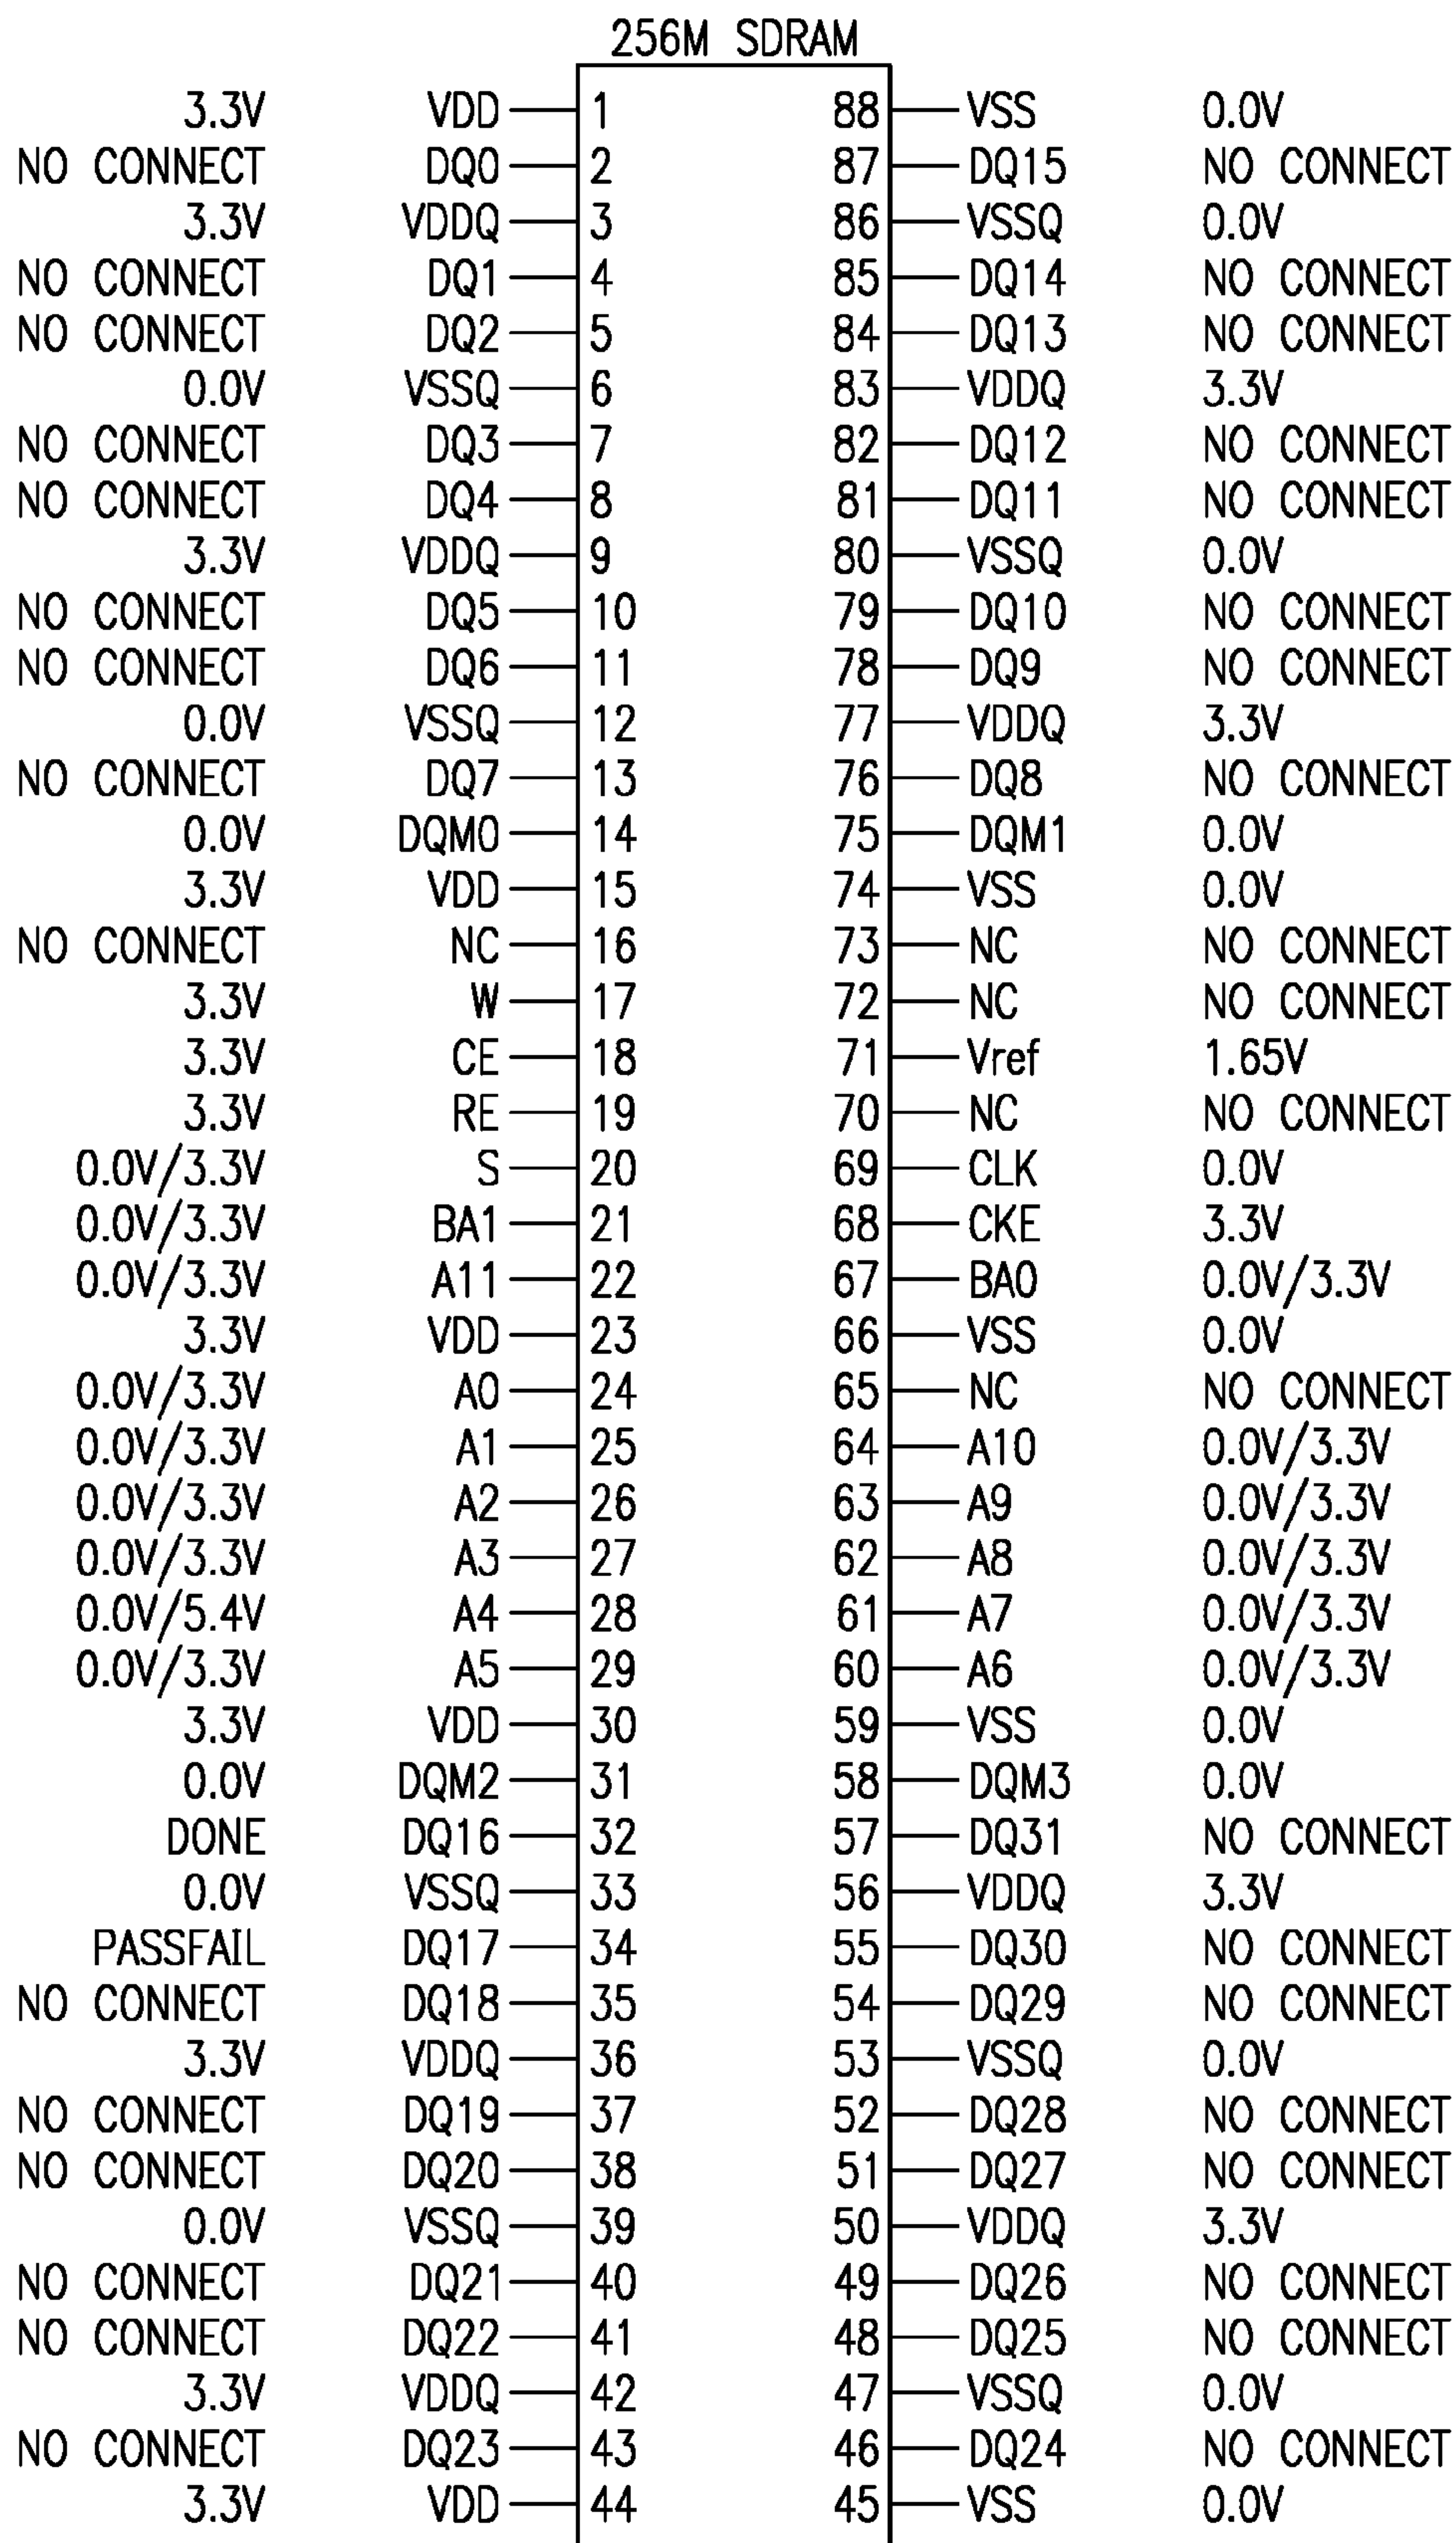 256M SDRAM
3.3V VDD 1 88 VSS 0.0V
NO CONNECT DQ0 2 87 DQ15 NO CONNECT
3.3V VDDQ 3 86 VSSQ 0.0V
NO CONNECT DQ1 4 85 DQ14 NO CONNECT
NO CONNECT DQ2 5 84 DQ13 NO CONNECT
0.0V VSSQ 6 83 VDDQ 3.3V
NO CONNECT DQ3 7 82 DQ12 NO CONNECT
NO CONNECT DQ4 8 81 DQ11 NO CONNECT
3.3V VDDQ 9 80 VSSQ 0.0V
NO CONNECT DQ5 10 79 DQ10 NO CONNECT
NO CONNECT DQ6 11 78 DQ9 NO CONNECT
0.0V VSSQ 12 77 VDDQ 3.3V
NO CONNECT DQ7 13 76 DQ8 NO CONNECT
0.0V DQM0 14 75 DQM1 0.0V
3.3V VDD 15 74 VSS 0.0V
NO CONNECT NC 16 73 NC NO CONNECT
3.3V W 17 72 NC NO CONNECT
3.3V CE 18 71 Vref 1.65V
3.3V RE 19 70 NC NO CONNECT
0.0V/3.3V S 20 69 CLK 0.0V
0.0V/3.3V BA1 21 68 CKE 3.3V
0.0V/3.3V A11 22 67 BA0 0.0V/3.3V
3.3V VDD 23 66 VSS 0.0V
0.0V/3.3V A0 24 65 NC NO CONNECT
0.0V/3.3V A1 25 64 A10 0.0V/3.3V
0.0V/3.3V A2 26 63 A9 0.0V/3.3V
0.0V/3.3V A3 27 62 A8 0.0V/3.3V
0.0V/5.4V A4 28 61 A7 0.0V/3.3V
0.0V/3.3V A5 29 60 A6 0.0V/3.3V
3.3V VDD 30 59 VSS 0.0V
0.0V DQM2 31 58 DQM3 0.0V
DONE DQ16 32 57 DQ31 NO CONNECT
0.0V VSSQ 33 56 VDDQ 3.3V
PASSFAIL DQ17 34 55 DQ30 NO CONNECT
NO CONNECT DQ18 35 54 DQ29 NO CONNECT
3.3V VDDQ 36 53 VSSQ 0.0V
NO CONNECT DQ19 37 52 DQ28 NO CONNECT
NO CONNECT DQ20 38 51 DQ27 NO CONNECT
0.0V VSSQ 39 50 VDDQ 3.3V
NO CONNECT DQ21 40 49 DQ26 NO CONNECT
NO CONNECT DQ22 41 48 DQ25 NO CONNECT
3.3V VDDQ 42 47 VSSQ 0.0V
NO CONNECT DQ23 43 46 DQ24 NO CONNECT
3.3V VDD 44 45 VSS 0.0V